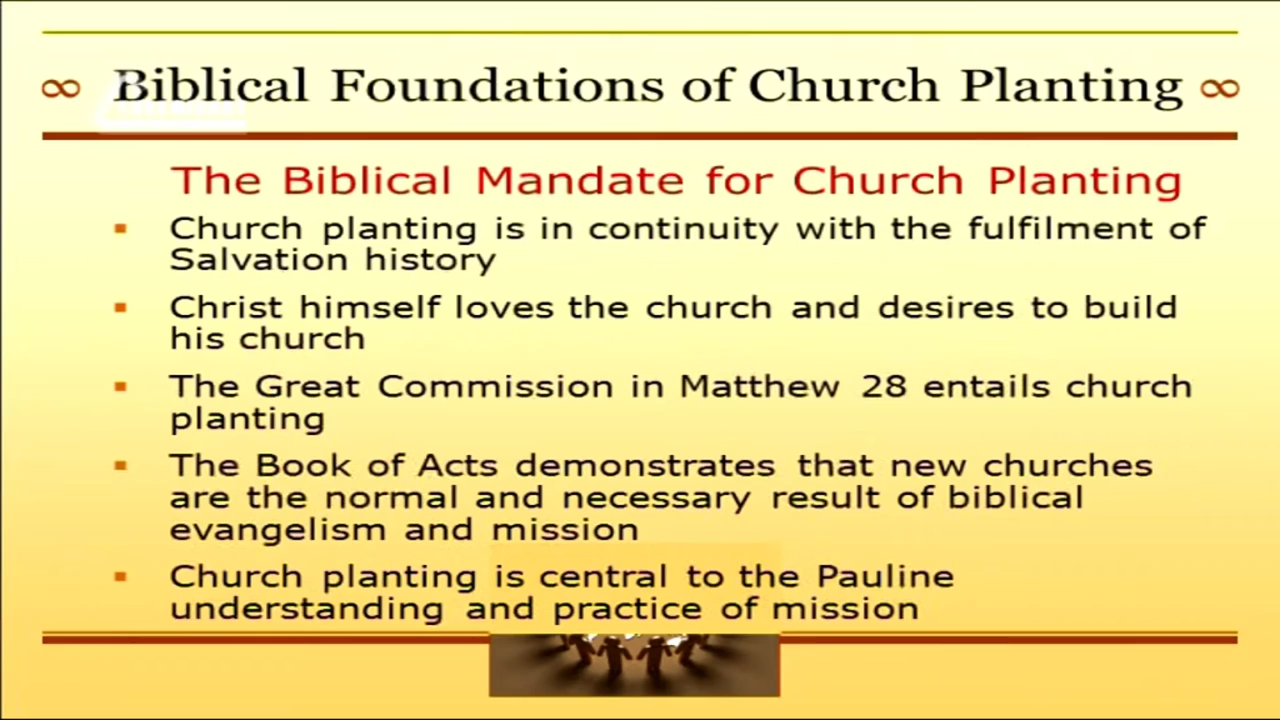 ∞ Biblical Foundations of Church Planting ∞
The Biblical Mandate for Church Planting
▪ Church planting is in continuity with the fulfilment of
Salvation history
▪ Christ himself loves the church and desires to build
his church
▪ The Great Commission in Matthew 28 entails church
planting
▪ The Book of Acts demonstrates that new churches
are the normal and necessary result of biblical
evangelism and mission
▪ Church planting is central to the Pauline
understanding and practice of mission